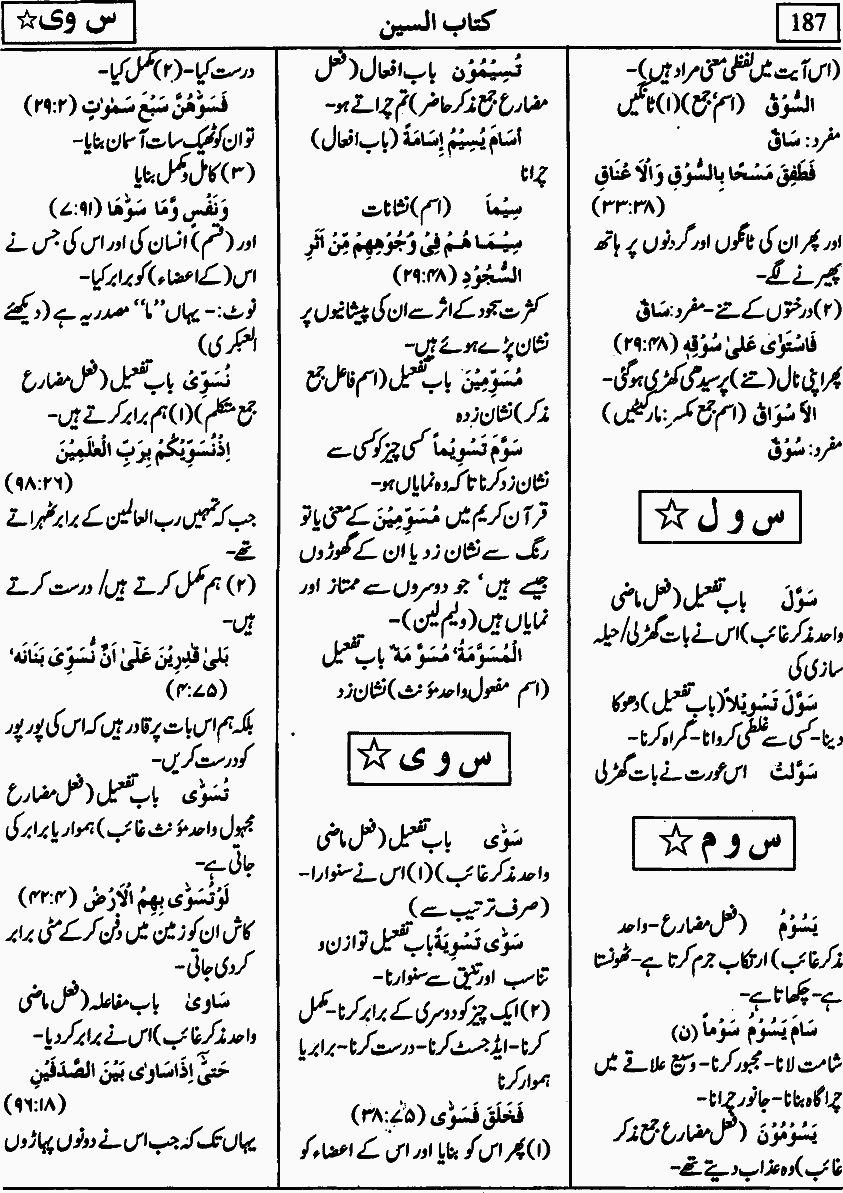 187
کتاب السین
س وی ☆
(اس آیت میں لفظی معنی مراد ہیں)-
السُّوْقُ (اسم، جمع)(۱)ٹانگیں
مفرد: سَاقٌ
فَطَفِقَ مَسْحًا بِالسُّوْقِ وَالْاَ عْنَاقِ
(۳۳:۳۸)
اور پھر ان کی ٹانگوں اور گردنوں پر ہاتھ
پھیرنے لگے-
(۲)درختوں کے تنے-مفرد:سَاقٌ
فَاسْتَوٰى عَلىٰ سُوْقِهٖ (۲۹:۴۸)
پھر اپنی نال (تنے)پر سیدھی کھڑی ہوگئی-
الْاَ سْوَاقُ (اسم جمع مکسر: مارکیٹیں)
مفرد: سُوْقٌ
س و ل ☆
سَوَّلَ باب تفعیل (فعل ماضی
واحد مذکر غائب)اس نے بات گھڑ لی/حیلہ
سازی کی
سَوَّلَ تَسْوِيْلاً(باب تفعیل)دھوکا
دینا-کسی سے غلطی کروانا-گمراہ کرنا-
سَوَّلَتْ اس عورت نے بات گھڑ لی
س و م ☆
يَسُوْمُ (فعل مضارع-واحد
مذکر غائب) ارتکاب جرم کرتا ہے-ٹھونستا
ہے-چکھاتا ہے-
سَامَ يَسُوْمُ سَوْماً (ن)
شامت لانا-مجبور کرنا-وسیع علاقے میں
چراگاہ بنانا-جانور چرانا-
يَسُوْمُوْنَ (فعل مضارع جمع مذکر
غائب)وہ عذاب دیتے تھے-
تُسِيْمُوْن باب افعال (فعل
مضارع جمع مذکر حاضر)تم چراتے ہو-
اَسَامَ يُسِيْمُ اِسَامَةً (باب افعال)
چرانا
سِيْمَا (اسم)نشانات
سِيْمَا هُمْ فِىْ وُجُوْهِهِمْ مِّنْ اَثَرِ
السُّجُوْدِ (۲۹:۴۸)
کثرت سجود کے اثر سے ان کی پیشانیوں پر
نشان پڑے ہوئے ہیں-
مُسَوِّمِيْنَ باب تفعیل (اسم فاعل جمع
مذکر)نشان زدہ
سَوَّمَ تَسْوِيْماً کسی چیز کو کسی سے
نشان زد کرنا تاکہ وہ نمایاں ہو-
قرآن کریم میں مُسَوِّمِيْنَ کے معنی یا تو
رنگ سے نشان زد یا ان کے گھوڑوں
جیسے ہیں، جو دوسروں سے ممتاز اور
نمایاں ہیں (ولیم لین)-
الْمُسَوَّمَةُ، مُسَوَّمَةٌ باب تفعیل
(اسم مفعول واحد مؤنث)نشان زد
س و ی ☆
سَوّٰى باب تفعیل (فعل ماضی
واحد مذکر غائب)(۱)اس نے سنوارا-
(صرف ترتیب سے)
سَوّٰى تَسْوِيَةً باب تفعیل توازن و
تناسب اور تنیق سے سنوارنا-
(۲)ایک چیز کو دوسری کے برابر کرنا-مکمل
کرنا-ایڈجسٹ کرنا-درست کرنا-برابر یا
ہموار کرنا
فَخَلَقَ فَسَوّٰى (۳۸:۷۵)
(۱)پھر اس کو بنایا اور اس کے اعضاء کو
درست کیا-(۲)مکمل کیا-
فَسَوّٰهُنَّ سَبْعَ سَمٰوٰتٍ (۲۹:۲)
تو ان کو ٹھیک سات آسمان بنایا-
(۳)کامل و مکمل بنایا
وَنَفْسٍ وَّمَا سَوّٰهَا (۷:۹۱)
اور (قسم) انسان کی اور اس کی جس نے
اس (کے اعضاء)کو برابر کیا-
نوٹ:-یہاں "مَا" مصدریہ ہے (دیکھئے
العبکری)
نُسَوِّىْ باب تفعیل (فعل مضارع
جمع متکلم)(۱)ہم برابر کرتے ہیں-
اِذْنُسَوِّيْكُمْ بِرَبِّ الْعٰلَمِيْنَ
(۹۸:۲۶)
جب کہ تمہیں رب العالمین کے برابر ٹھہراتے
تھے-
(۲) ہم مکمل کرتے ہیں/ درست کرتے
ہیں-
بَلىٰ قٰدِرِيْنَ عَلٰىٓ اَنْ نُّسَوِّىَ بَنَانَهٗ
(۴:۷۵)
بلکہ ہم اس بات پر قادر ہیں کہ اس کی پور پور
کو درست کریں-
تُسَوّٰى باب تفعیل (فعل مضارع
مجہول واحد مؤنث غائب)ہموار یا برابر کی
جاتی ہے-
لَوْتُسَوّٰى بِهِمُ الْاَرْضُ (۴۲:۴)
کاش ان کو زمین میں دفن کر کے مٹی برابر
کر دی جاتی-
سَاوىٰ باب مفاعلہ (فعل ماضی
واحد مذکر غائب)اس نے برابر کر دیا-
حَتّٰىٓ اِذَاسَاوٰى بَيْنَ الصَّدَفَيْنِ
(۹۶:۱۸)
یہاں تک کہ جب اس نے دونوں پہاڑوں